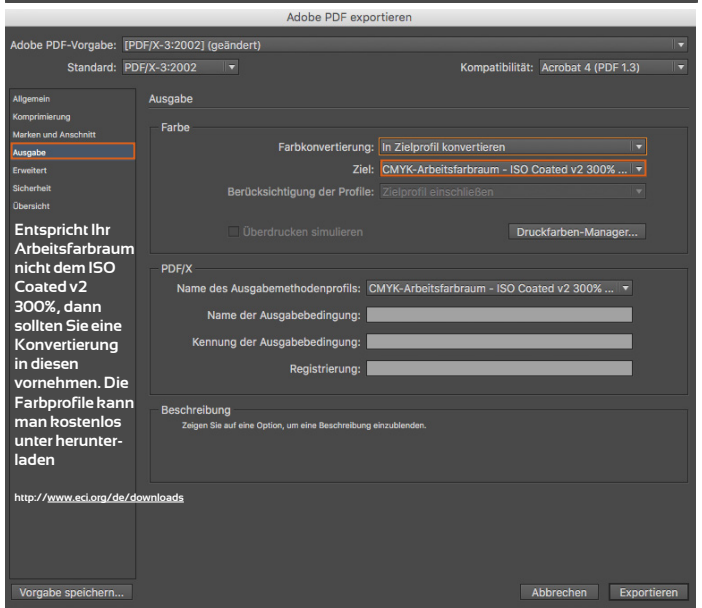 Adobe PDF exportieren
Adobe PDF-Vorgabe: [PDF/X-3:2002] (geändert)
Standard: PDF/X-3:2002
Kompatibilität: Acrobat 4 (PDF 1.3)
Allgemein
Komprimierung
Marken und Anschnitt
Ausgabe
Erweitert
Sicherheit
Übersicht
Entspricht Ihr
Arbeitsfarbraum
nicht dem ISO
Coated v2
300%, dann
sollten Sie eine
Konvertierung
in diesen
vornehmen. Die
Farbprofile kann
man kostenlos
unter herunter-
laden
http://www.eci.org/de/downloads
Ausgabe
Farbe
Farbkonvertierung: In Zielprofil konvertieren
Ziel: CMYK-Arbeitsfarbraum - ISO Coated v2 300% ...
Berücksichtigung der Profile: Zielprofil einschließen
Überdrucken simulieren
Druckfarben-Manager...
PDF/X
Name des Ausgabemethodenprofils: CMYK-Arbeitsfarbraum - ISO Coated v2 300% ...
Name der Ausgabebedingung:
Kennung der Ausgabebedingung:
Registrierung:
Beschreibung
Zeigen Sie auf eine Option, um eine Beschreibung einzublenden.
Vorgabe speichern...
Abbrechen
Exportieren